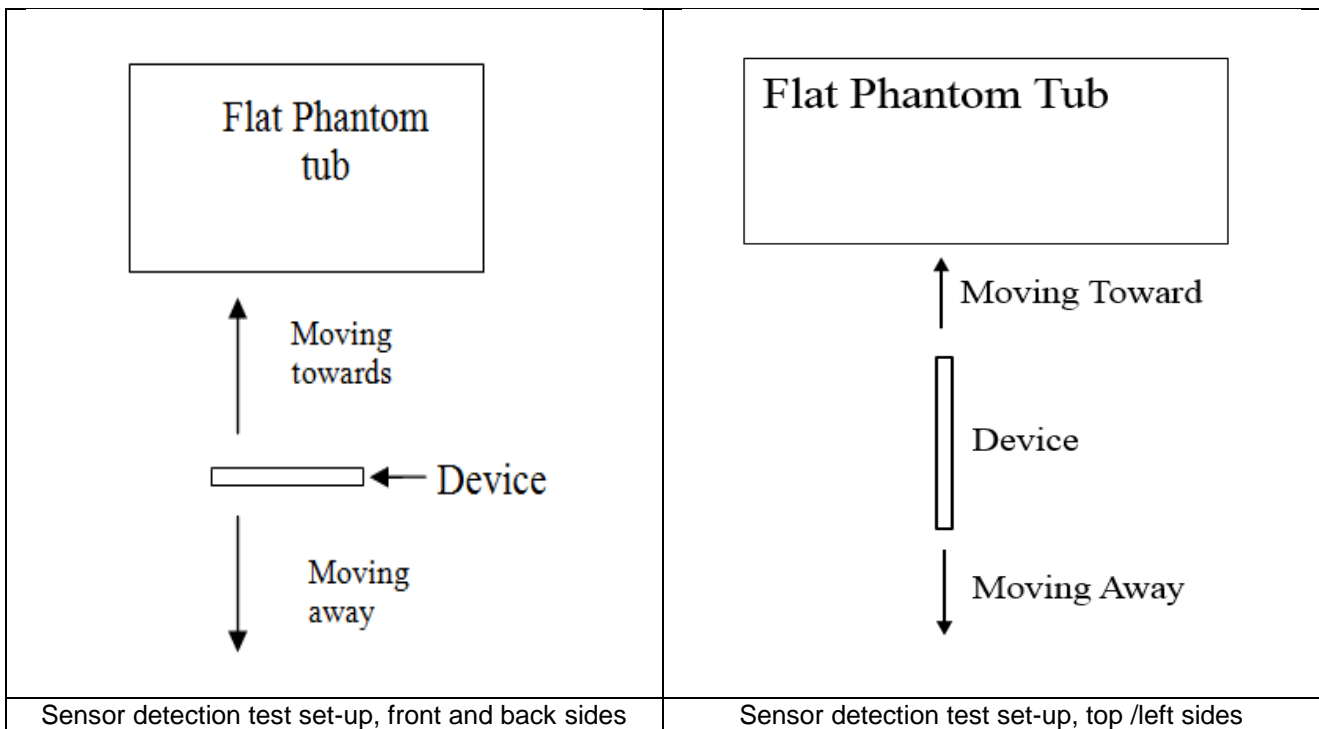 Flat Phantom
tub
Moving
towards
Device
Moving
away
Sensor detection test set-up, front and back sides
Flat Phantom Tub
Moving Toward
Device
Moving Away
Sensor detection test set-up, top /left sides